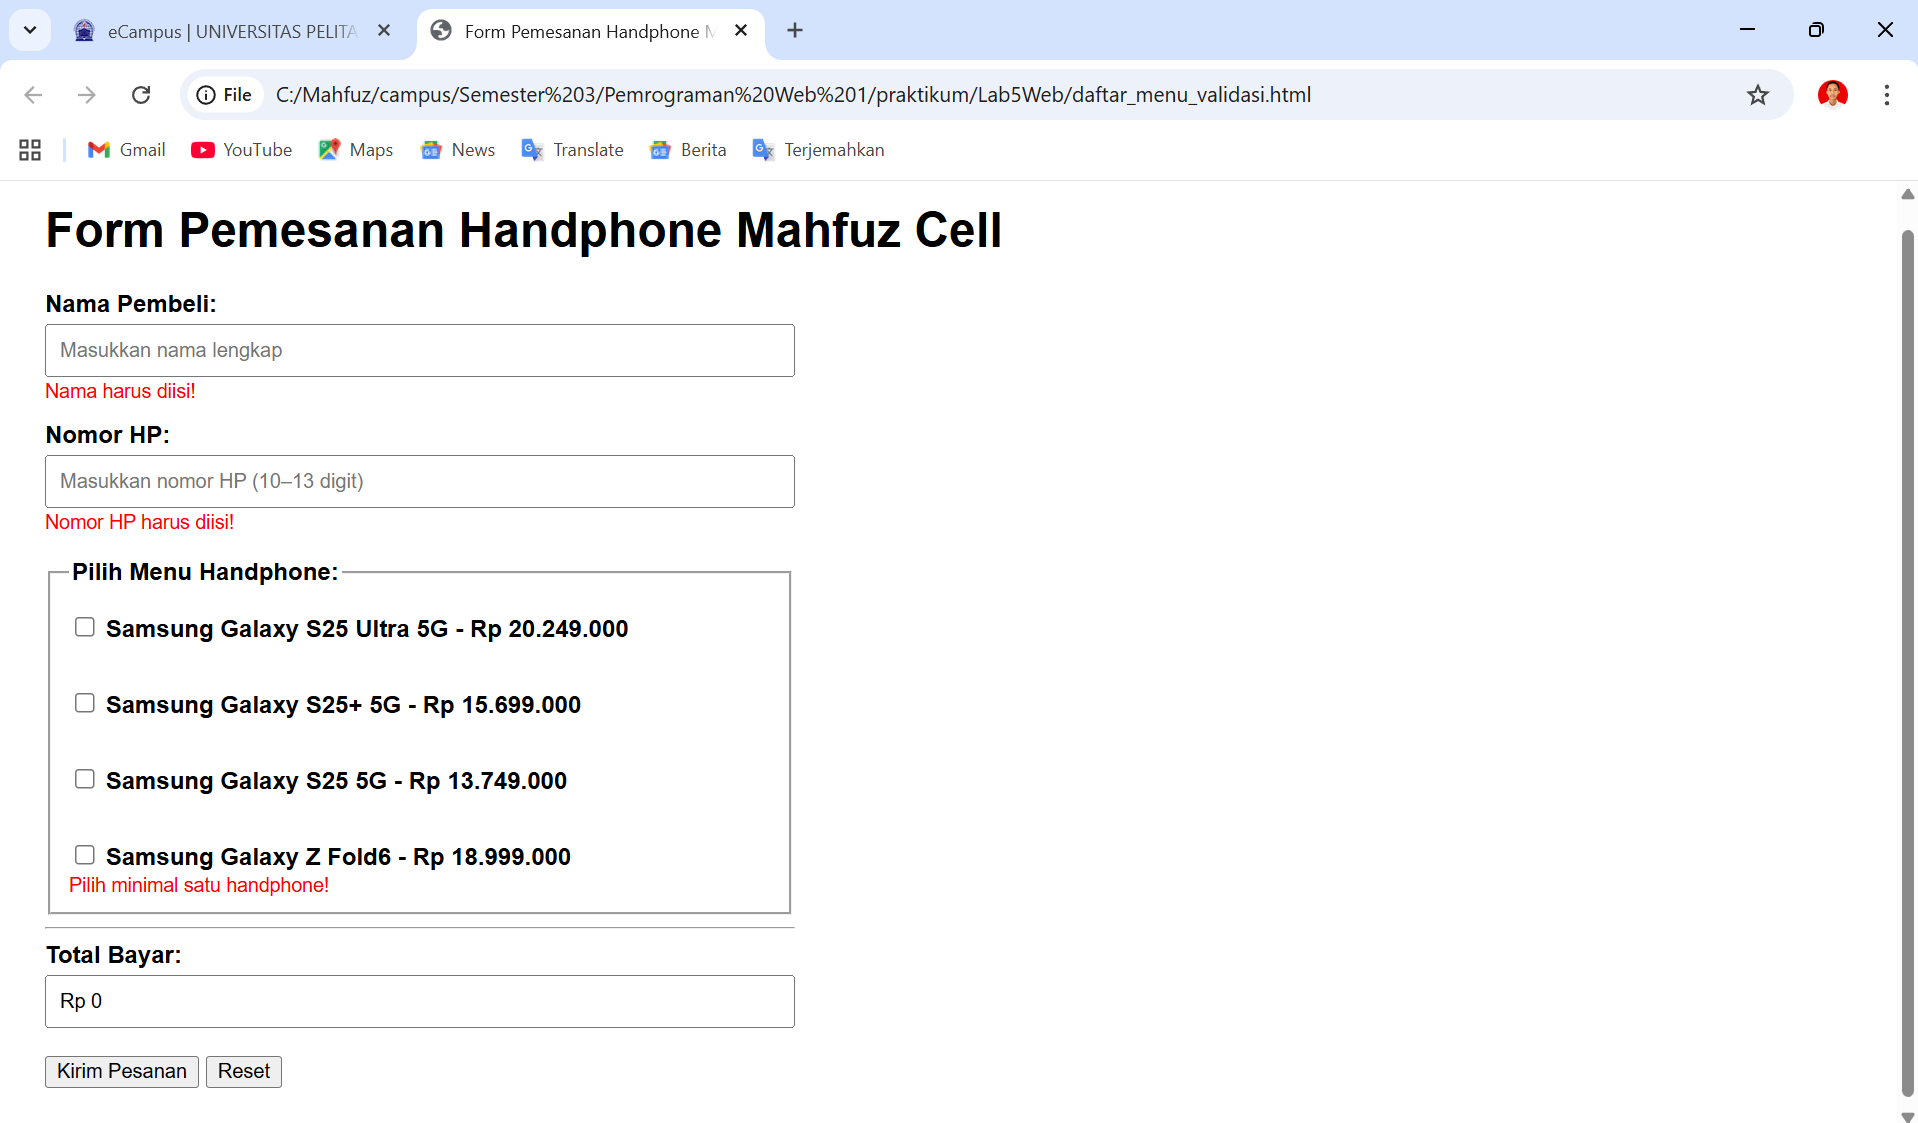 eCampus | UNIVERSITAS PELITA
Form Pemesanan Handphone M
File
C:/Mahfuz/campus/Semester%203/Pemrograman%20Web%201/praktikum/Lab5Web/daftar_menu_validasi.html
Gmail
YouTube
Maps
News
Translate
Berita
Terjemahkan
Form Pemesanan Handphone Mahfuz Cell
Nama Pembeli:
Masukkan nama lengkap
Nama harus diisi!
Nomor HP:
Masukkan nomor HP (10–13 digit)
Nomor HP harus diisi!
Pilih Menu Handphone:
Samsung Galaxy S25 Ultra 5G - Rp 20.249.000
Samsung Galaxy S25+ 5G - Rp 15.699.000
Samsung Galaxy S25 5G - Rp 13.749.000
Samsung Galaxy Z Fold6 - Rp 18.999.000
Pilih minimal satu handphone!
Total Bayar:
Rp 0
Kirim Pesanan
Reset